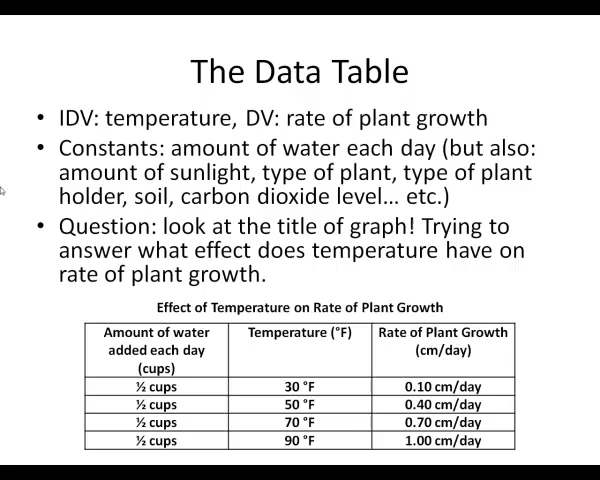 The Data Table
• IDV: temperature, DV: rate of plant growth
• Constants: amount of water each day (but also:
amount of sunlight, type of plant, type of plant
holder, soil, carbon dioxide level… etc.)
• Question: look at the title of graph! Trying to
answer what effect does temperature have on
rate of plant growth.
Effect of Temperature on Rate of Plant Growth
Amount of water added each day (cups) Temperature (°F) Rate of Plant Growth (cm/day)
½ cups 30 °F 0.10 cm/day
½ cups 50 °F 0.40 cm/day
½ cups 70 °F 0.70 cm/day
½ cups 90 °F 1.00 cm/day